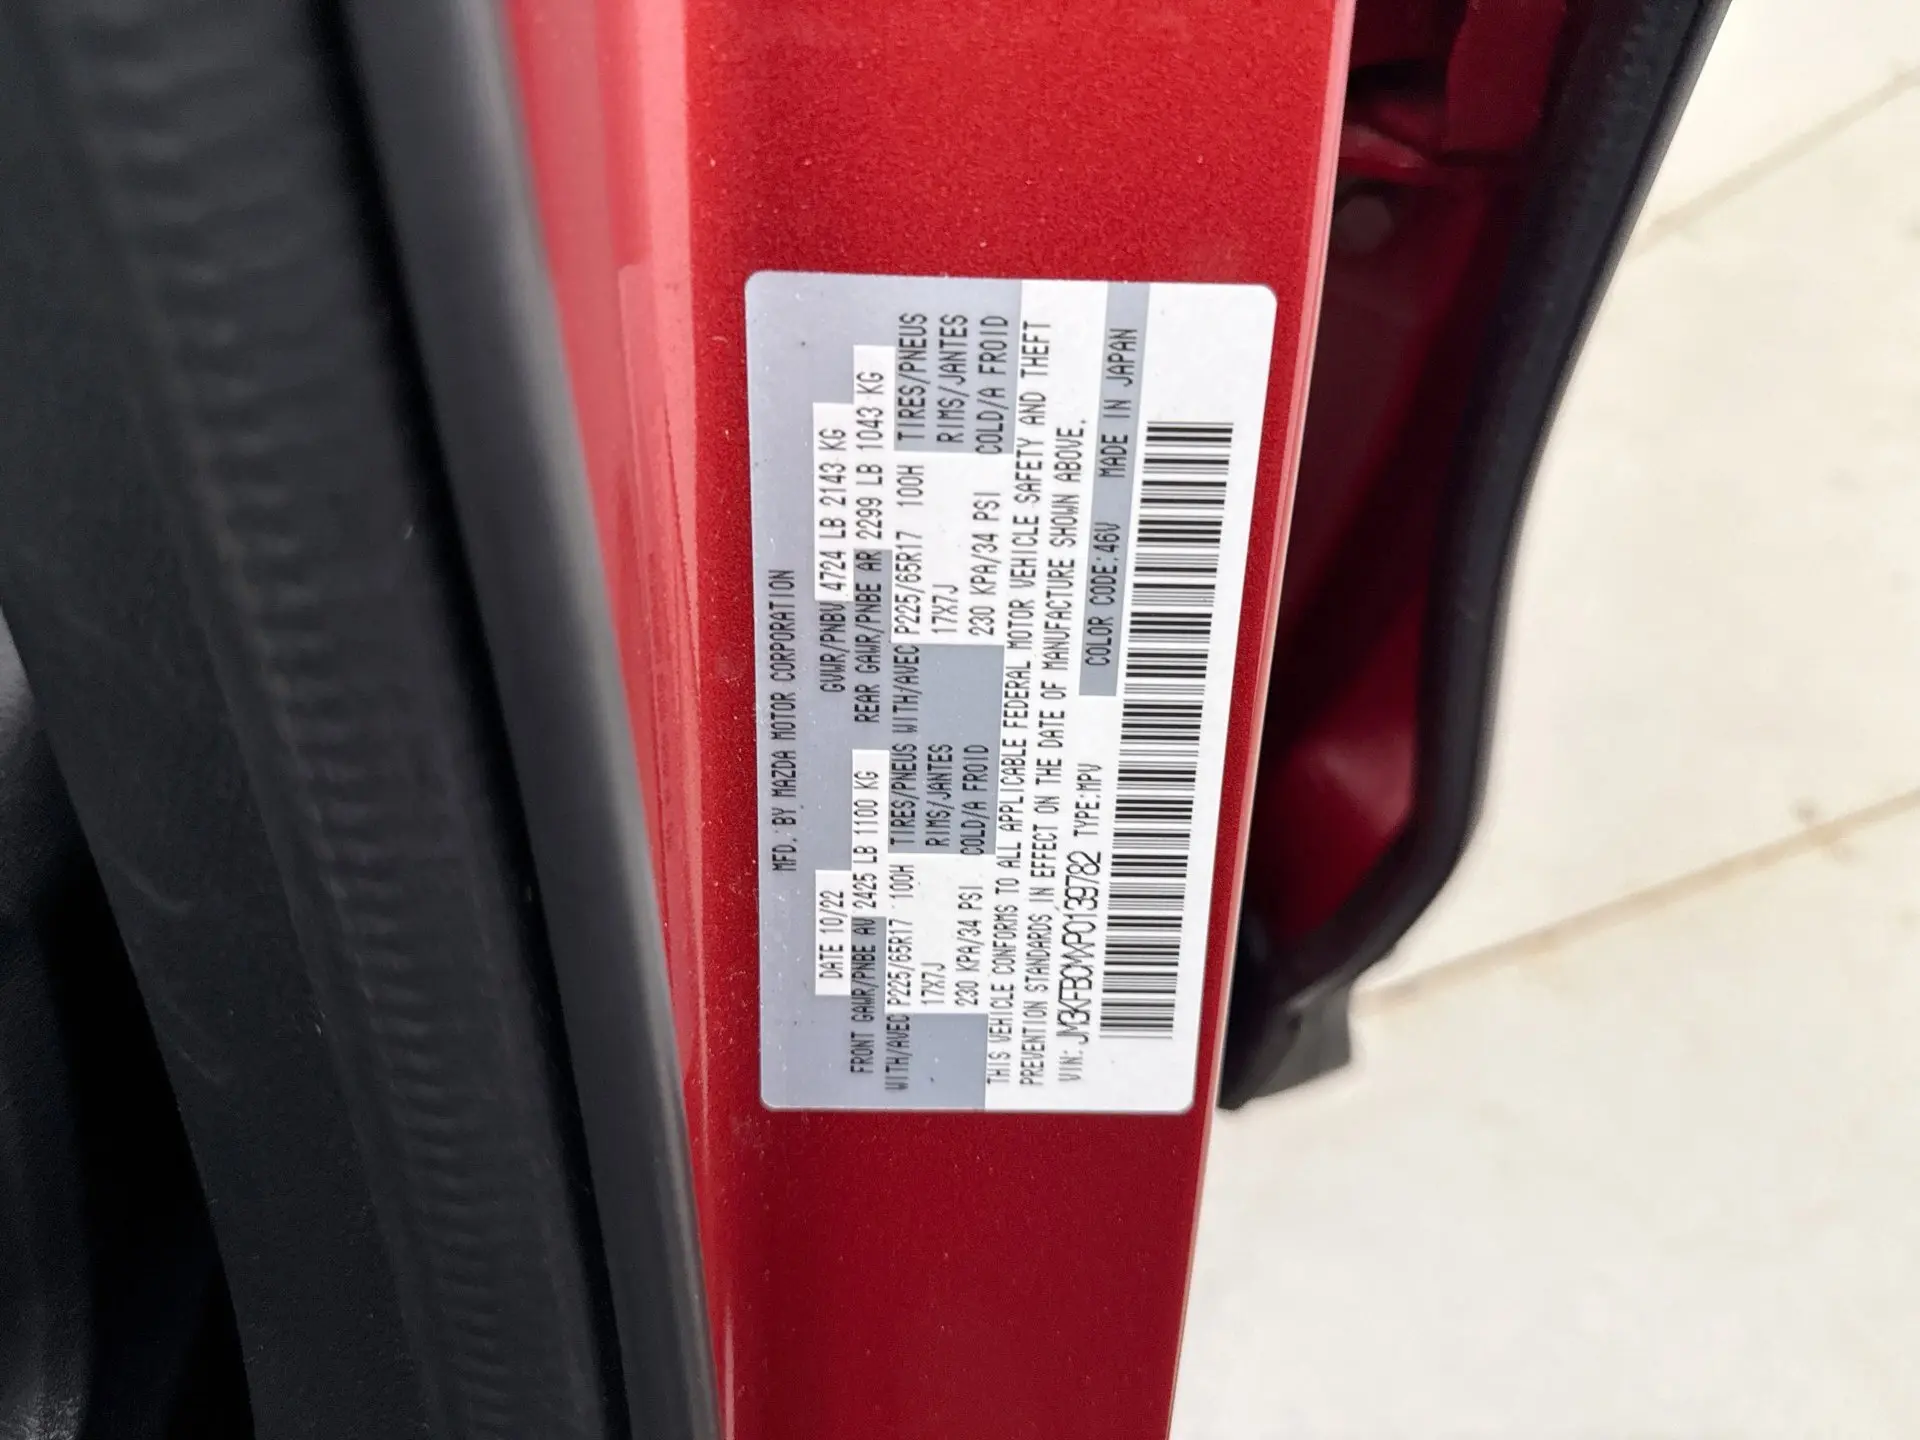 MFD. BY MAZDA MOTOR CORPORATION
DATE 10/22 GVWR/PNBV 4724 LB 2143 KG
FRONT GAWR/PNBE AV 2425 LB 1100 KG REAR GAWR/PNBE AR 2299 LB 1043 KG
WITH/AVEC P225/65R17 100H TIRES/PNEUS WITH/AVEC P225/65R17 100H TIRES/PNEUS
17X7J RIMS/JANTES 17X7J RIMS/JANTES
230 KPA/34 PSI COLD/A FROID 230 KPA/34 PSI COLD/A FROID
THIS VEHICLE CONFORMS TO ALL APPLICABLE FEDERAL MOTOR VEHICLE SAFETY AND THEFT
PREVENTION STANDARDS IN EFFECT ON THE DATE OF MANUFACTURE SHOWN ABOVE.
VIN: JM3KFBCMXP0139782 TYPE:MPV COLOR CODE:46V MADE IN JAPAN